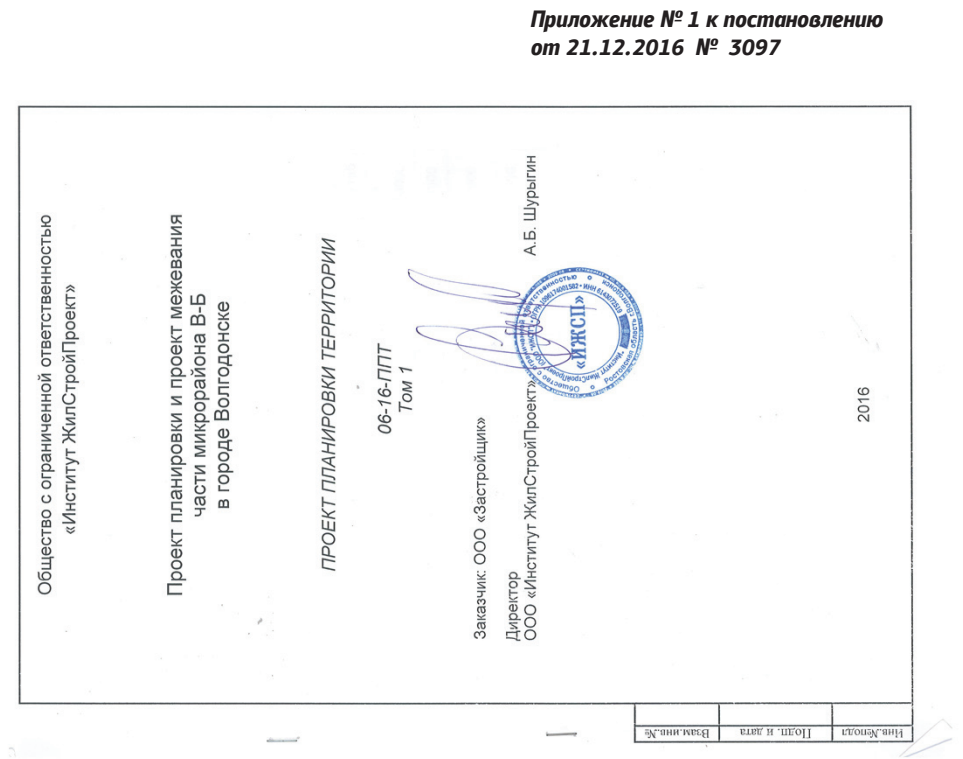 Приложение № 1 к постановлению
от 21.12.2016 № 3097
Общество с ограниченной ответственностью
«Институт ЖилСтройПроект»
Проект планировки и проект межевания
части микрорайона В-Б
в городе Волгодонске
ПРОЕКТ ПЛАНИРОВКИ ТЕРРИТОРИИ
06-16-ППТ
Том 1
Заказчик: ООО «Застройщик»
Директор
ООО «Институт ЖилСтройПроект» А.Б. Шурыгин
«ИЖСП»
2016
Взам.инв.№
Подп. и дата
Инв.№подл